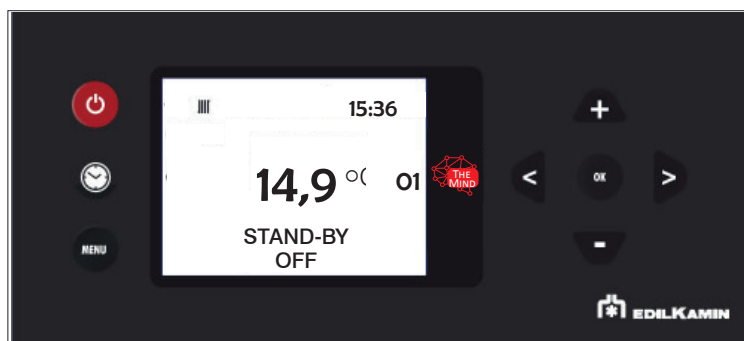 15:36
14,9 °C 01
THE
MIND
STAND-BY
OFF
MENU
+
< OK >
-
EDILKAMIN